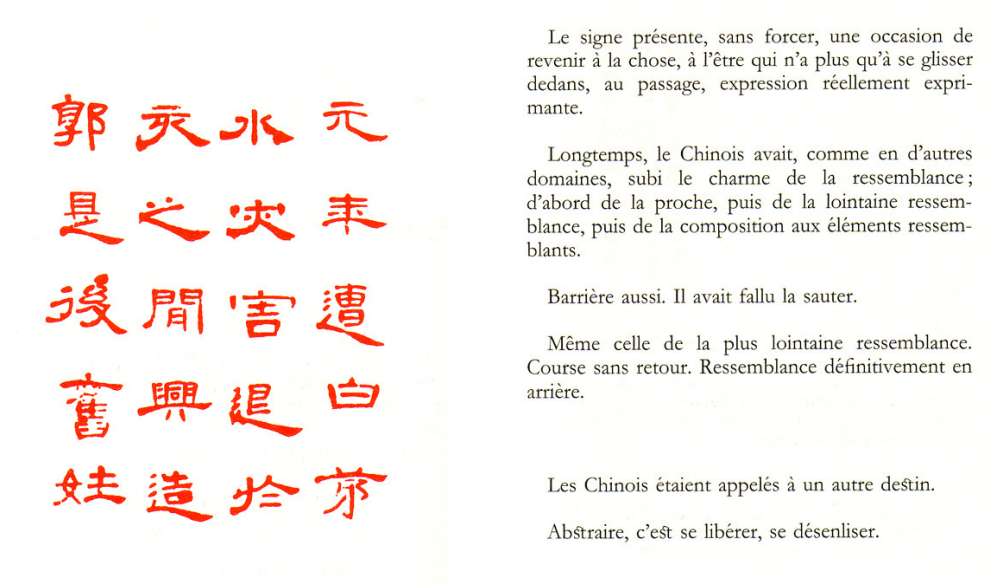 元年遭白茅
水灾害退於
亥之間興造
郭是後舊姓
Le signe présente, sans forcer, une occasion de
revenir à la chose, à l'être qui n'a plus qu'à se glisser
dedans, au passage, expression réellement expri-
mante.
Longtemps, le Chinois avait, comme en d'autres
domaines, subi le charme de la ressemblance ;
d'abord de la proche, puis de la lointaine ressem-
blance, puis de la composition aux éléments ressem-
blants.
Barrière aussi. Il avait fallu la sauter.
Même celle de la plus lointaine ressemblance.
Course sans retour. Ressemblance définitivement en
arrière.
Les Chinois étaient appelés à un autre destin.
Abstraire, c'est se libérer, se désenliser.